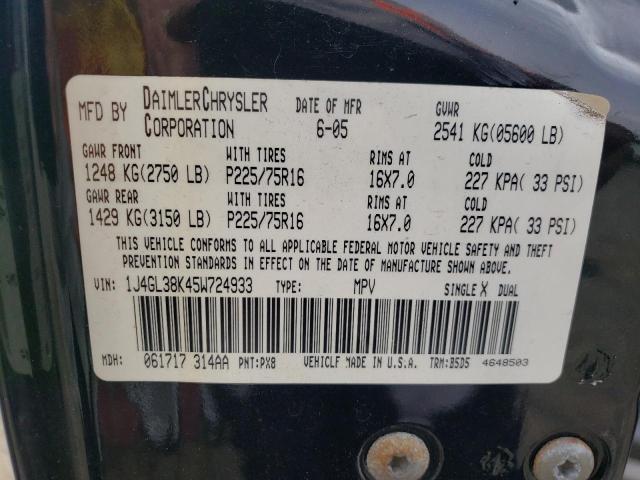 MFD BY DAIMLERCHRYSLER CORPORATION DATE OF MFR 6-05 GVWR 2541 KG(05600 LB)
GAWR FRONT WITH TIRES RIMS AT COLD
1248 KG(2750 LB) P225/75R16 16X7.0 227 KPA( 33 PSI)
GAWR REAR WITH TIRES RIMS AT COLD
1429 KG(3150 LB) P225/75R16 16X7.0 227 KPA( 33 PSI)
THIS VEHICLE CONFORMS TO ALL APPLICABLE FEDERAL MOTOR VEHICLE SAFETY AND THEFT
PREVENTION STANDARDS IN EFFECT ON THE DATE OF MANUFACTURE SHOWN ABOVE.
VIN: 1J4GL38K45W724933 TYPE: MPV SINGLE X DUAL
MDH: 061717 314AA PNT:PX8 VEHICLE MADE IN U.S.A. TRM:B5D5 4648503